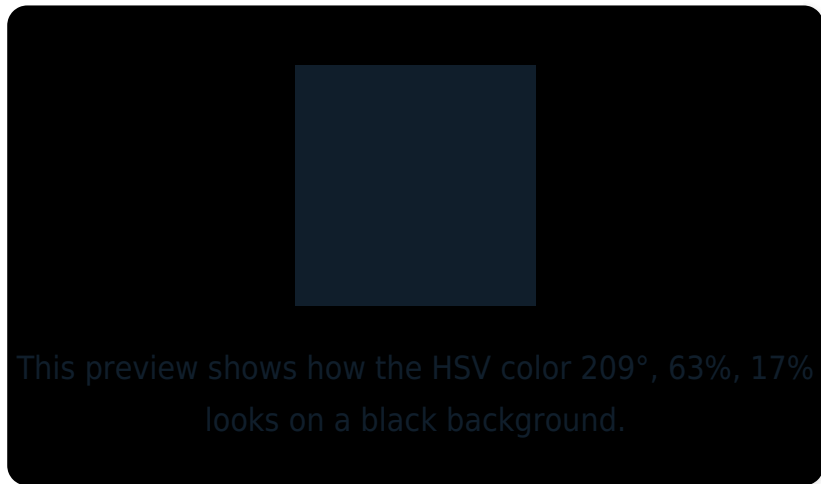 This preview shows how the HSV color 209°, 63%, 17%
looks on a black background.